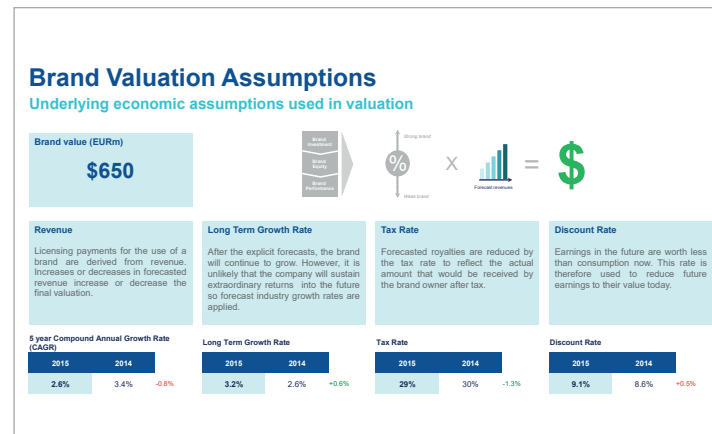 Brand Valuation Assumptions
Underlying economic assumptions used in valuation
Brand value (EURm)
$650
Brand
Investment
Brand
Equity
Brand
Performance
Strong brand
%
Weak brand
X
Forecast revenues
=
$
Revenue
Licensing payments for the use of a
brand are derived from revenue.
Increases or decreases in forecasted
revenue increase or decrease the
final valuation.
Long Term Growth Rate
After the explicit forecasts, the brand
will continue to grow. However, it is
unlikely that the company will sustain
extraordinary returns into the future
so forecast industry growth rates are
applied.
Tax Rate
Forecasted royalties are reduced by
the tax rate to reflect the actual
amount that would be received by
the brand owner after tax.
Discount Rate
Earnings in the future are worth less
than consumption now. This rate is
therefore used to reduce future
earnings to their value today.
5 year Compound Annual Growth Rate
(CAGR)
2015 2014
2.6% 3.4% -0.8%
Long Term Growth Rate
2015 2014
3.2% 2.6% +0.6%
Tax Rate
2015 2014
29% 30% -1.3%
Discount Rate
2015 2014
9.1% 8.6% +0.5%